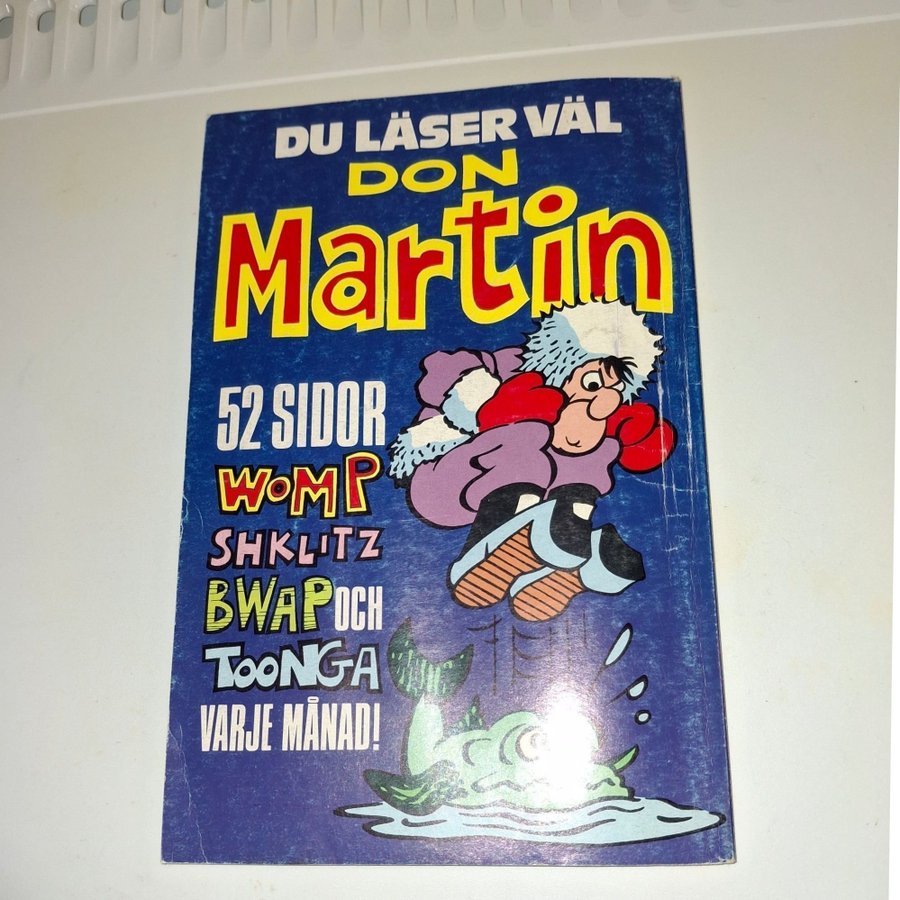 DU LÄSER VÄL
DON
Martin
52 SIDOR
WOMP
SHKLITZ
BWAP OCH
TOONGA
VARJE MÅNAD!